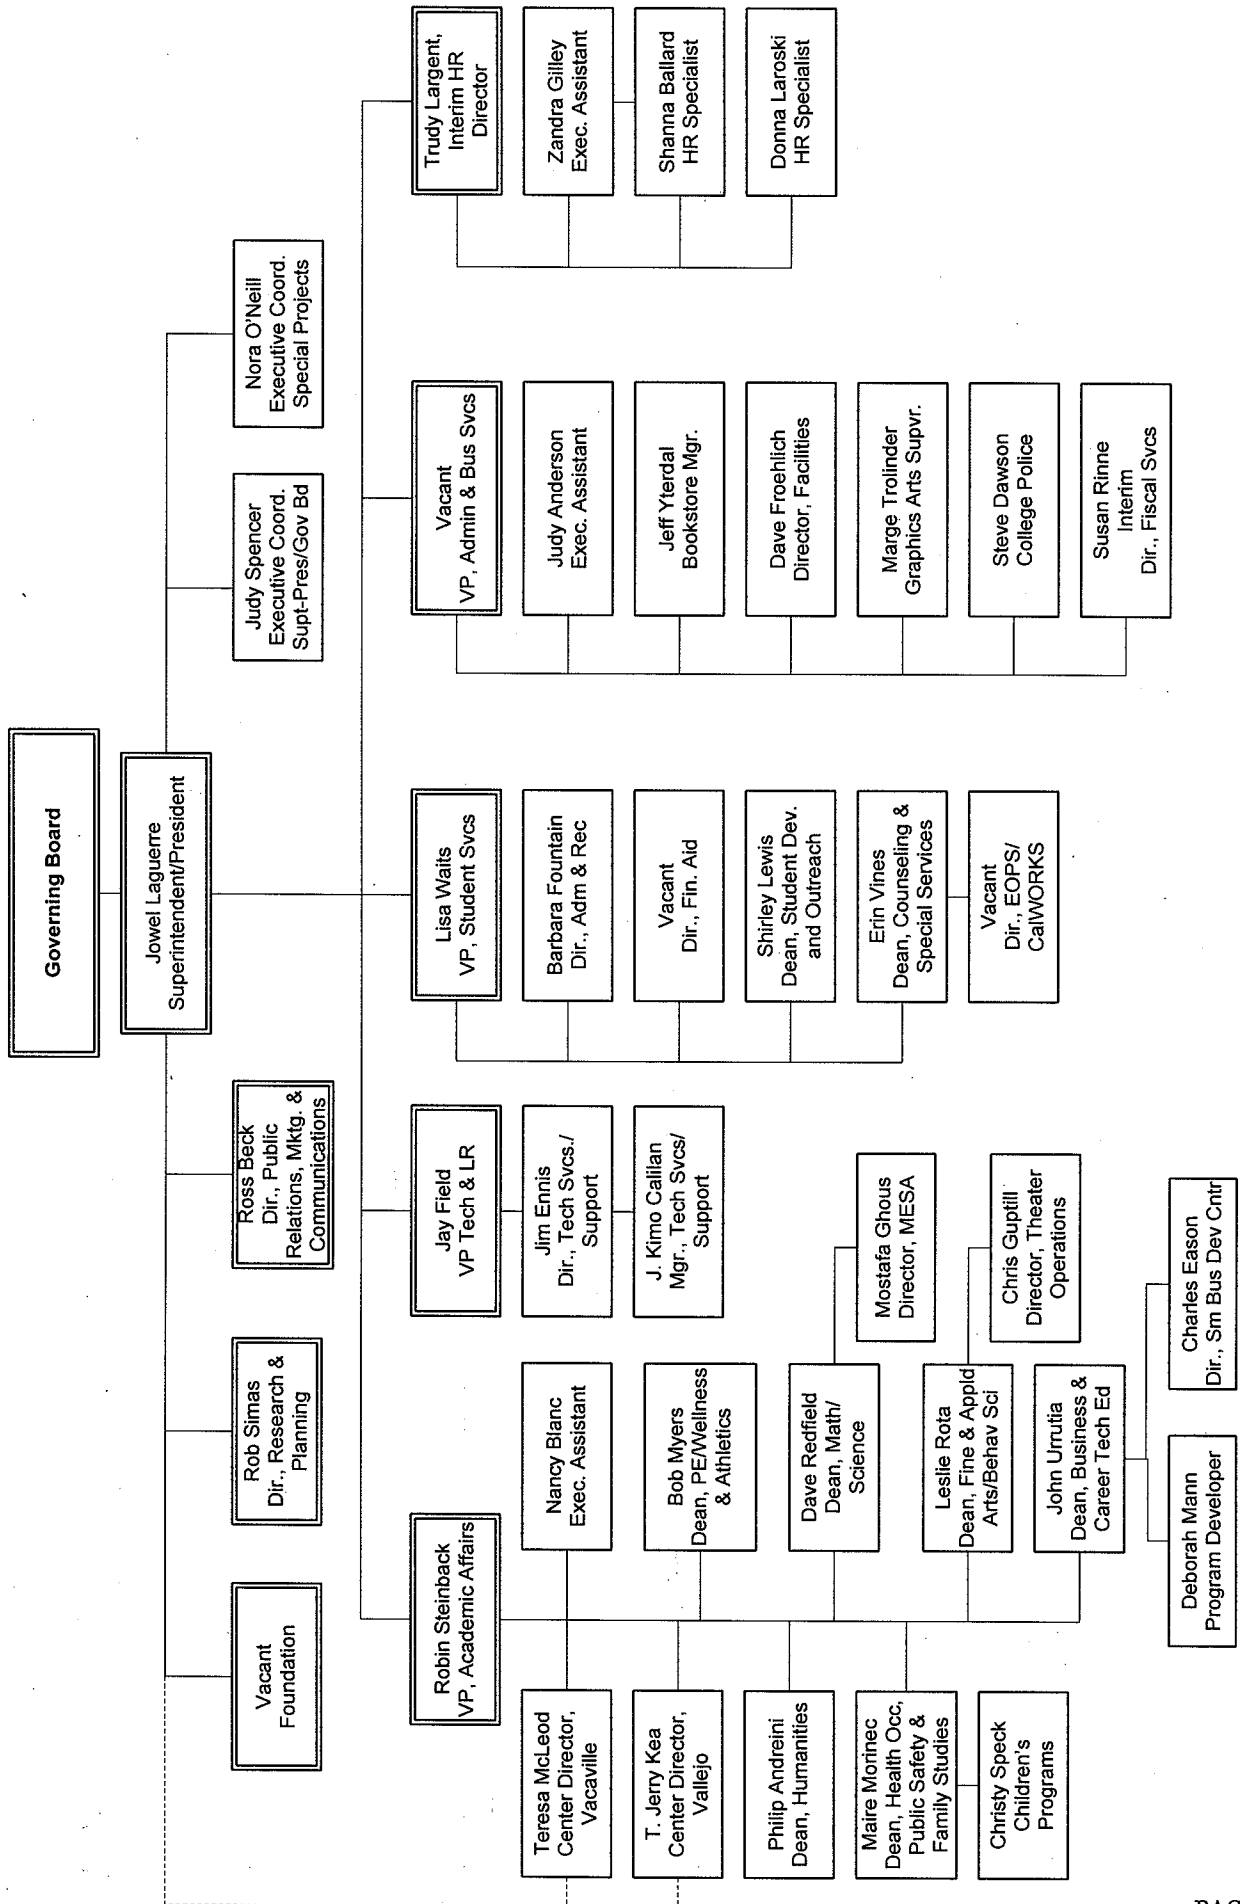 Governing Board
Jowel Laguerre
Superintendent/President
Vacant
Foundation
Rob Simas
Dir., Research &
Planning
Ross Beck
Dir., Public
Relations, Mktg. &
Communications
Judy Spencer
Executive Coord.
Supt-Pres/Gov Bd
Nora O'Neill
Executive Coord.
Special Projects
Robin Steinback
VP, Academic Affairs
Teresa McLeod
Center Director,
Vacaville
T. Jerry Kea
Center Director,
Vallejo
Philip Andreini
Dean, Humanities
Maire Morinec
Dean, Health Occ,
Public Safety &
Family Studies
Christy Speck
Children's
Programs
Nancy Blanc
Exec. Assistant
Bob Myers
Dean, PE/Wellness
& Athletics
Dave Redfield
Dean, Math/
Science
Mostafa Ghous
Director, MESA
Leslie Rota
Dean, Fine & Appld
Arts/Behav Sci
Chris Guptill
Director, Theater
Operations
John Urrutia
Dean, Business &
Career Tech Ed
Deborah Mann
Program Developer
Charles Eason
Dir., Sm Bus Dev Cntr
Jay Field
VP Tech & LR
Jim Ennis
Dir., Tech Svcs./
Support
J. Kimo Calilan
Mgr., Tech Svcs/
Support
Lisa Waits
VP, Student Svcs
Barbara Fountain
Dir., Adm & Rec
Vacant
Dir., Fin. Aid
Shirley Lewis
Dean, Student Dev.
and Outreach
Erin Vines
Dean, Counseling &
Special Services
Vacant
Dir., EOPS/
CalWORKS
Vacant
VP, Admin & Bus Svcs
Judy Anderson
Exec. Assistant
Jeff Yterdal
Bookstore Mgr.
Dave Froehlich
Director, Facilities
Marge Trolinder
Graphics Arts Supvr.
Steve Dawson
College Police
Susan Rinne
Interim
Dir., Fiscal Svcs
Trudy Largent,
Interim HR
Director
Zandra Gilley
Exec. Assistant
Shanna Ballard
HR Specialist
Donna Laroski
HR Specialist